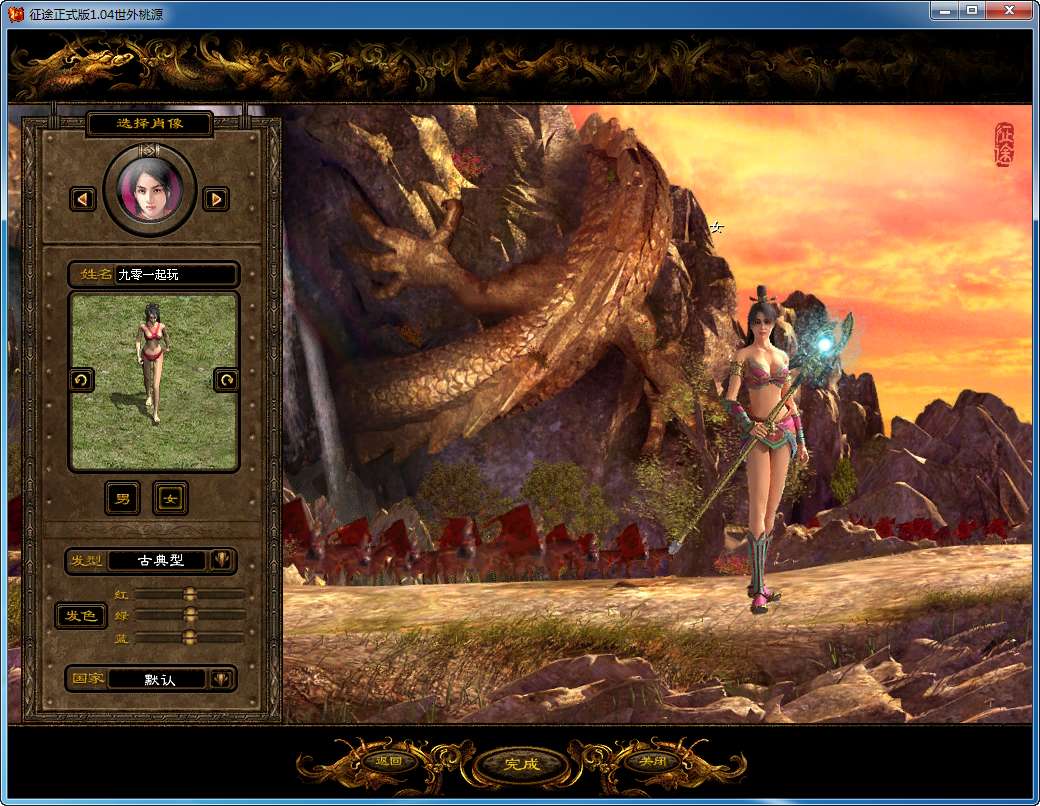 征途正式版1.04世外桃源
选择肖像
征途
女
姓名 九零一起玩
男 女
发型 古典型
红
发色 绿
蓝
国家 默认
返回 完成 关闭